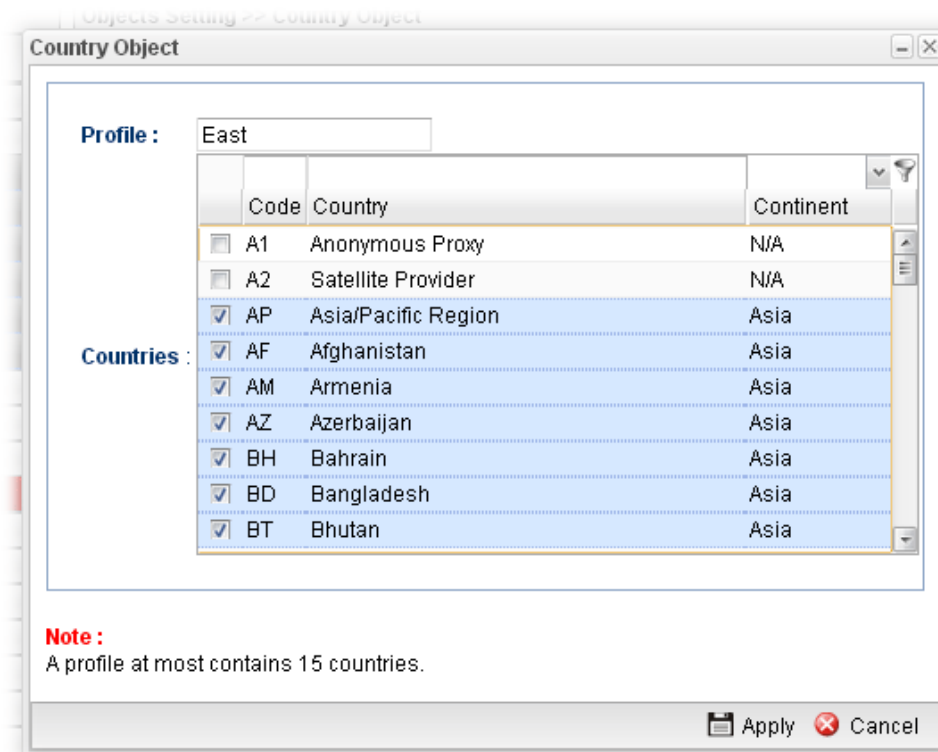 Objects Setting >> Country Object
Country Object
Profile : East
Code Country Continent
A1 Anonymous Proxy N/A
A2 Satellite Provider N/A
AP Asia/Pacific Region Asia
AF Afghanistan Asia
Countries :
AM Armenia Asia
AZ Azerbaijan Asia
BH Bahrain Asia
BD Bangladesh Asia
BT Bhutan Asia
Note :
A profile at most contains 15 countries.
Apply Cancel